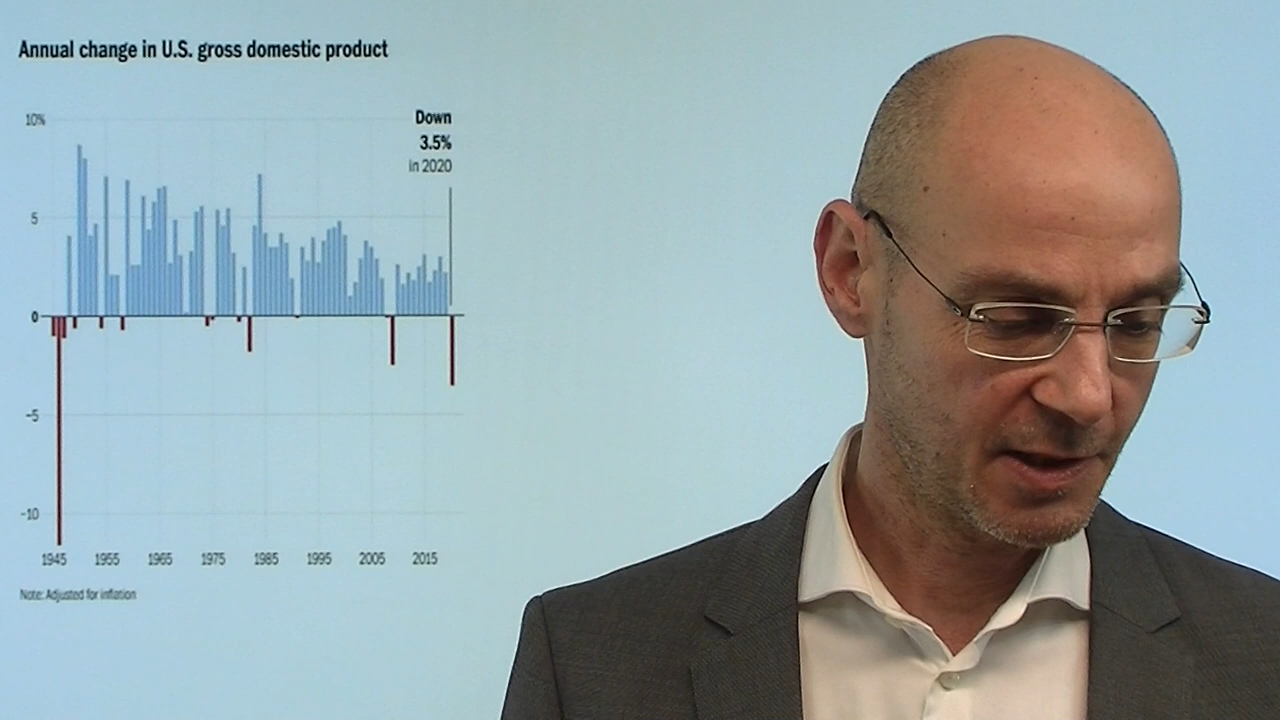 Annual change in U.S. gross domestic product
10%
Down
3.5%
in 2020
5
0
−5
−10
1945 1955 1965 1975 1985 1995 2005 2015
Note: Adjusted for inflation